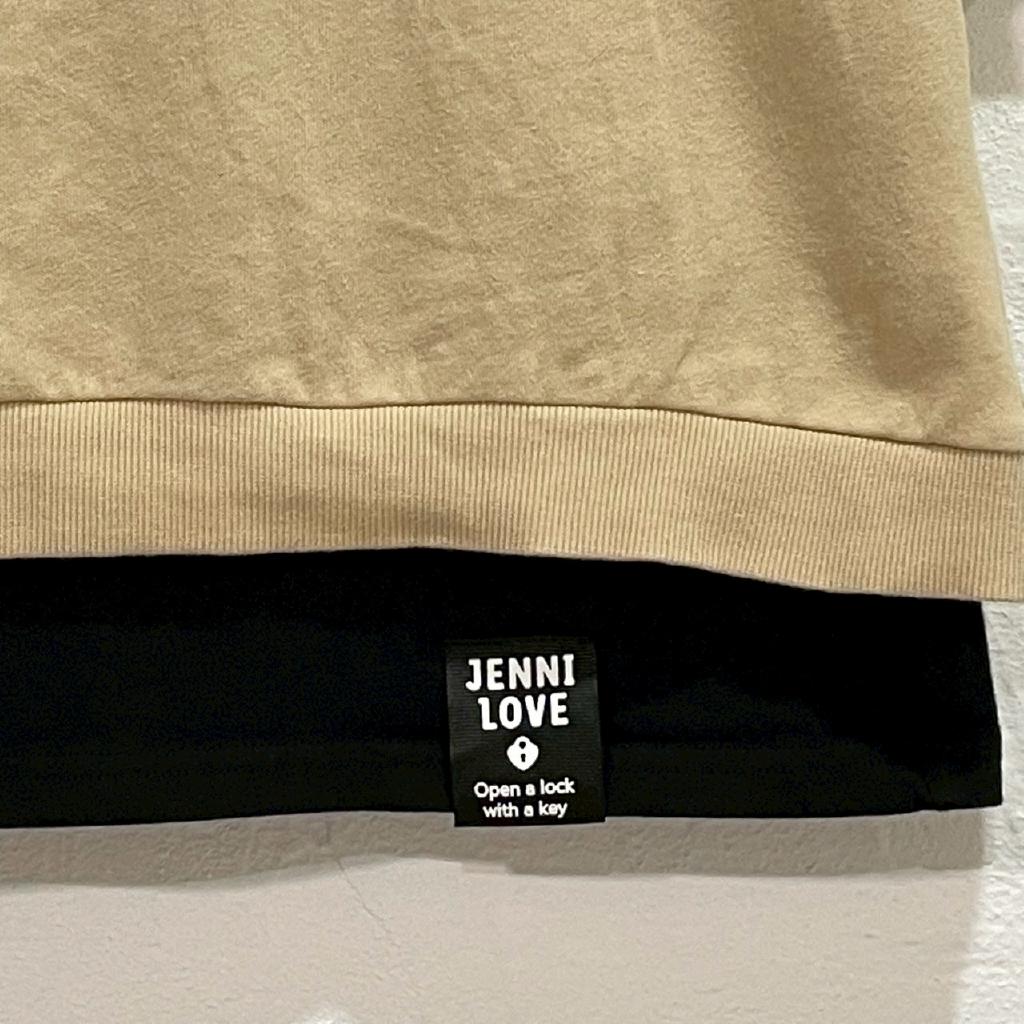 JENNI
LOVE
Open a lock
with a key